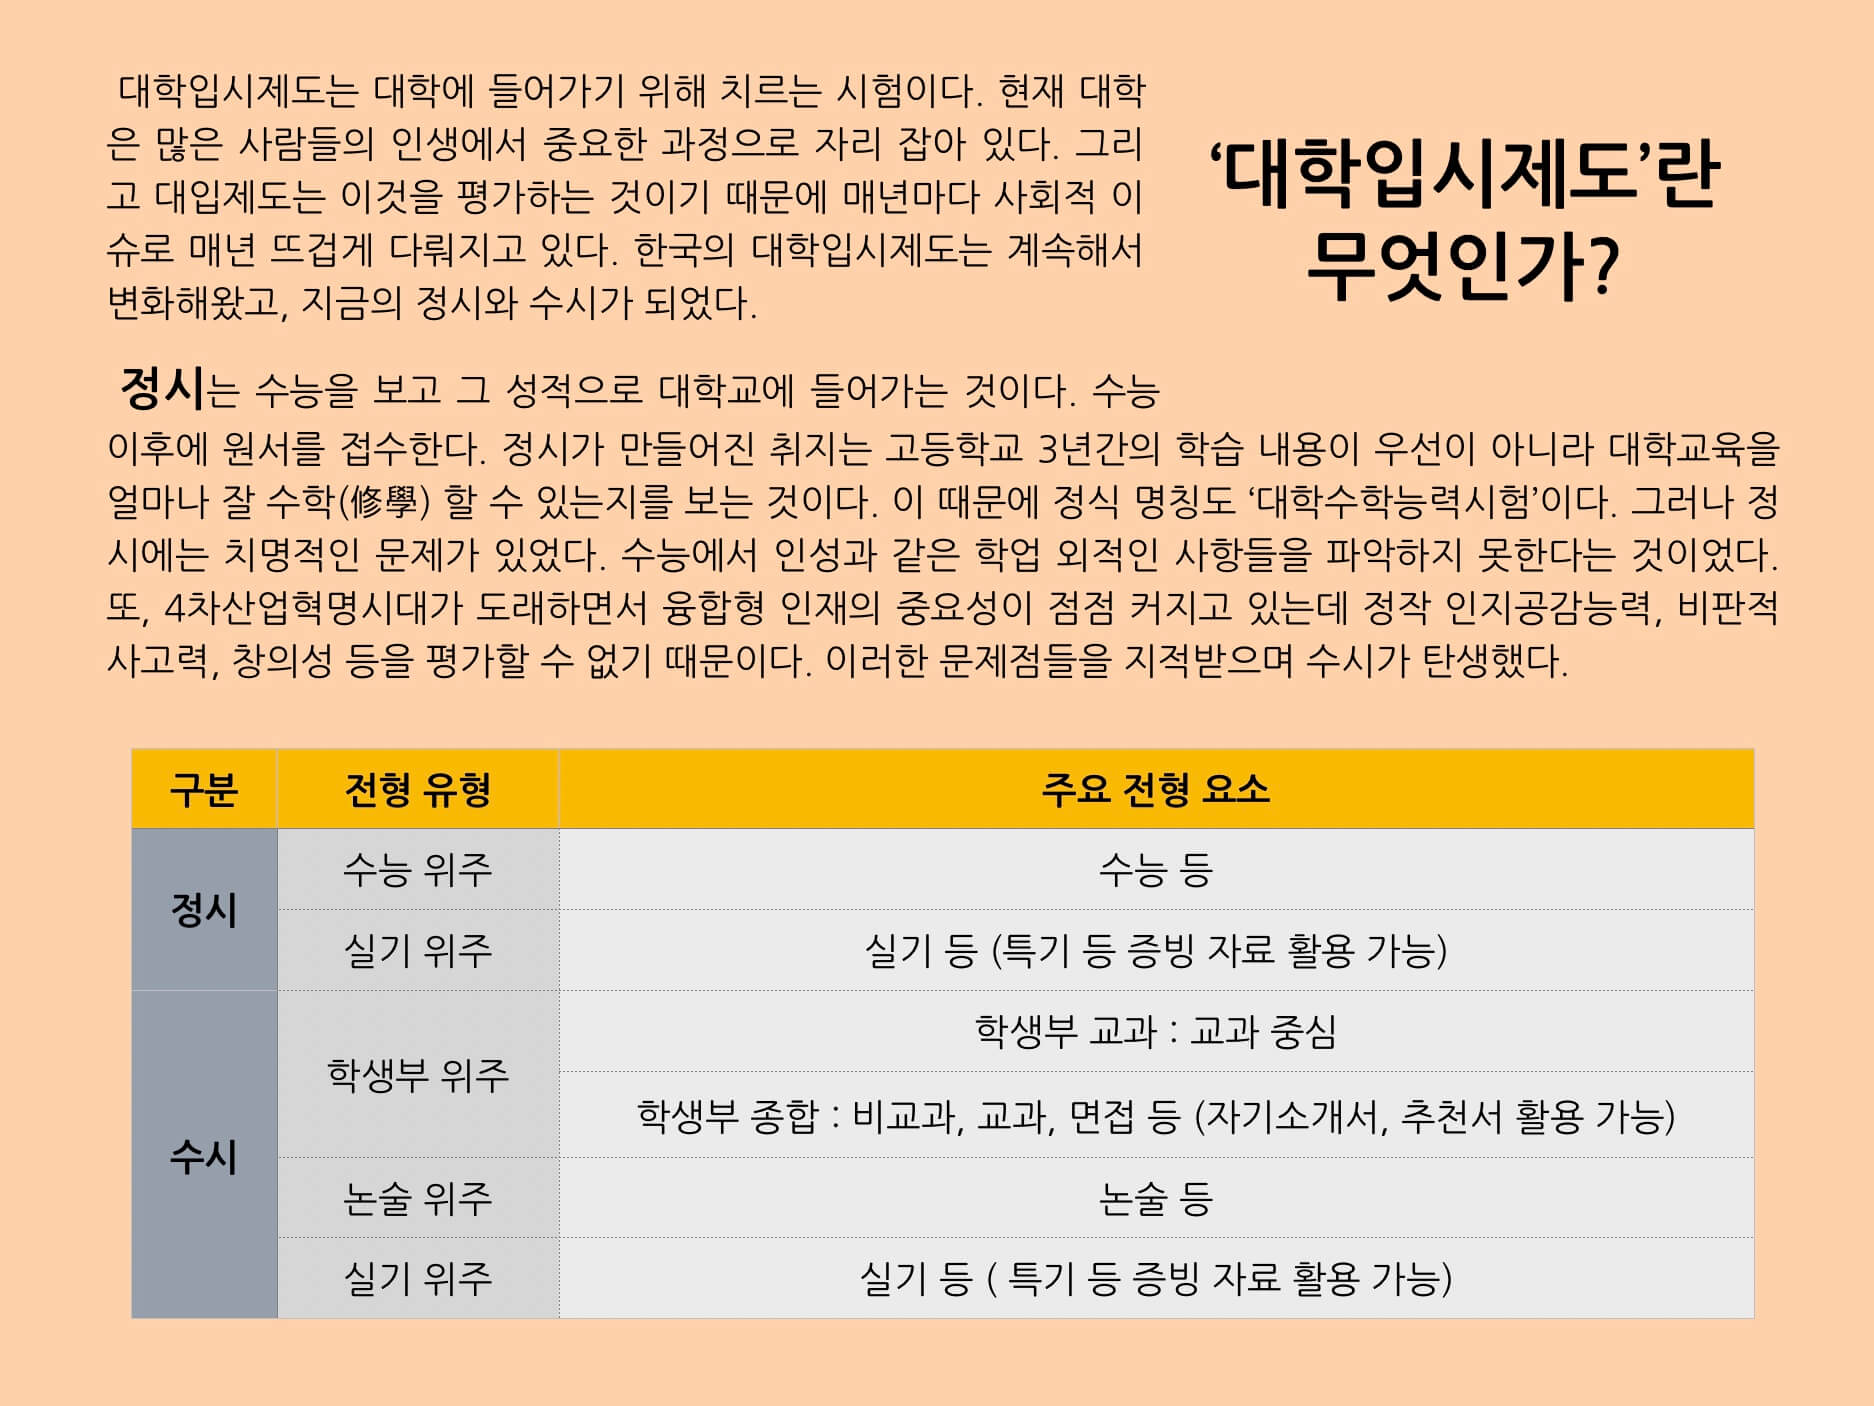 대학입시제도는 대학에 들어가기 위해 치르는 시험이다. 현재 대학
은 많은 사람들의 인생에서 중요한 과정으로 자리 잡아 있다. 그리
고 대입제도는 이것을 평가하는 것이기 때문에 매년마다 사회적 이
슈로 매년 뜨겁게 다뤄지고 있다. 한국의 대학입시제도는 계속해서
변화해왔고, 지금의 정시와 수시가 되었다.
‘대학입시제도’란
무엇인가?
정시는 수능을 보고 그 성적으로 대학교에 들어가는 것이다. 수능
이후에 원서를 접수한다. 정시가 만들어진 취지는 고등학교 3년간의 학습 내용이 우선이 아니라 대학교육을
얼마나 잘 수학(修學) 할 수 있는지를 보는 것이다. 이 때문에 정식 명칭도 ‘대학수학능력시험’이다. 그러나 정
시에는 치명적인 문제가 있었다. 수능에서 인성과 같은 학업 외적인 사항들을 파악하지 못한다는 것이었다.
또, 4차산업혁명시대가 도래하면서 융합형 인재의 중요성이 점점 커지고 있는데 정작 인지공감능력, 비판적
사고력, 창의성 등을 평가할 수 없기 때문이다. 이러한 문제점들을 지적받으며 수시가 탄생했다.
구분 전형 유형 주요 전형 요소
정시
수능 위주 수능 등
실기 위주 실기 등 (특기 등 증빙 자료 활용 가능)
수시
학생부 위주
학생부 교과 : 교과 중심
학생부 종합 : 비교과, 교과, 면접 등 (자기소개서, 추천서 활용 가능)
논술 위주 논술 등
실기 위주 실기 등 ( 특기 등 증빙 자료 활용 가능)